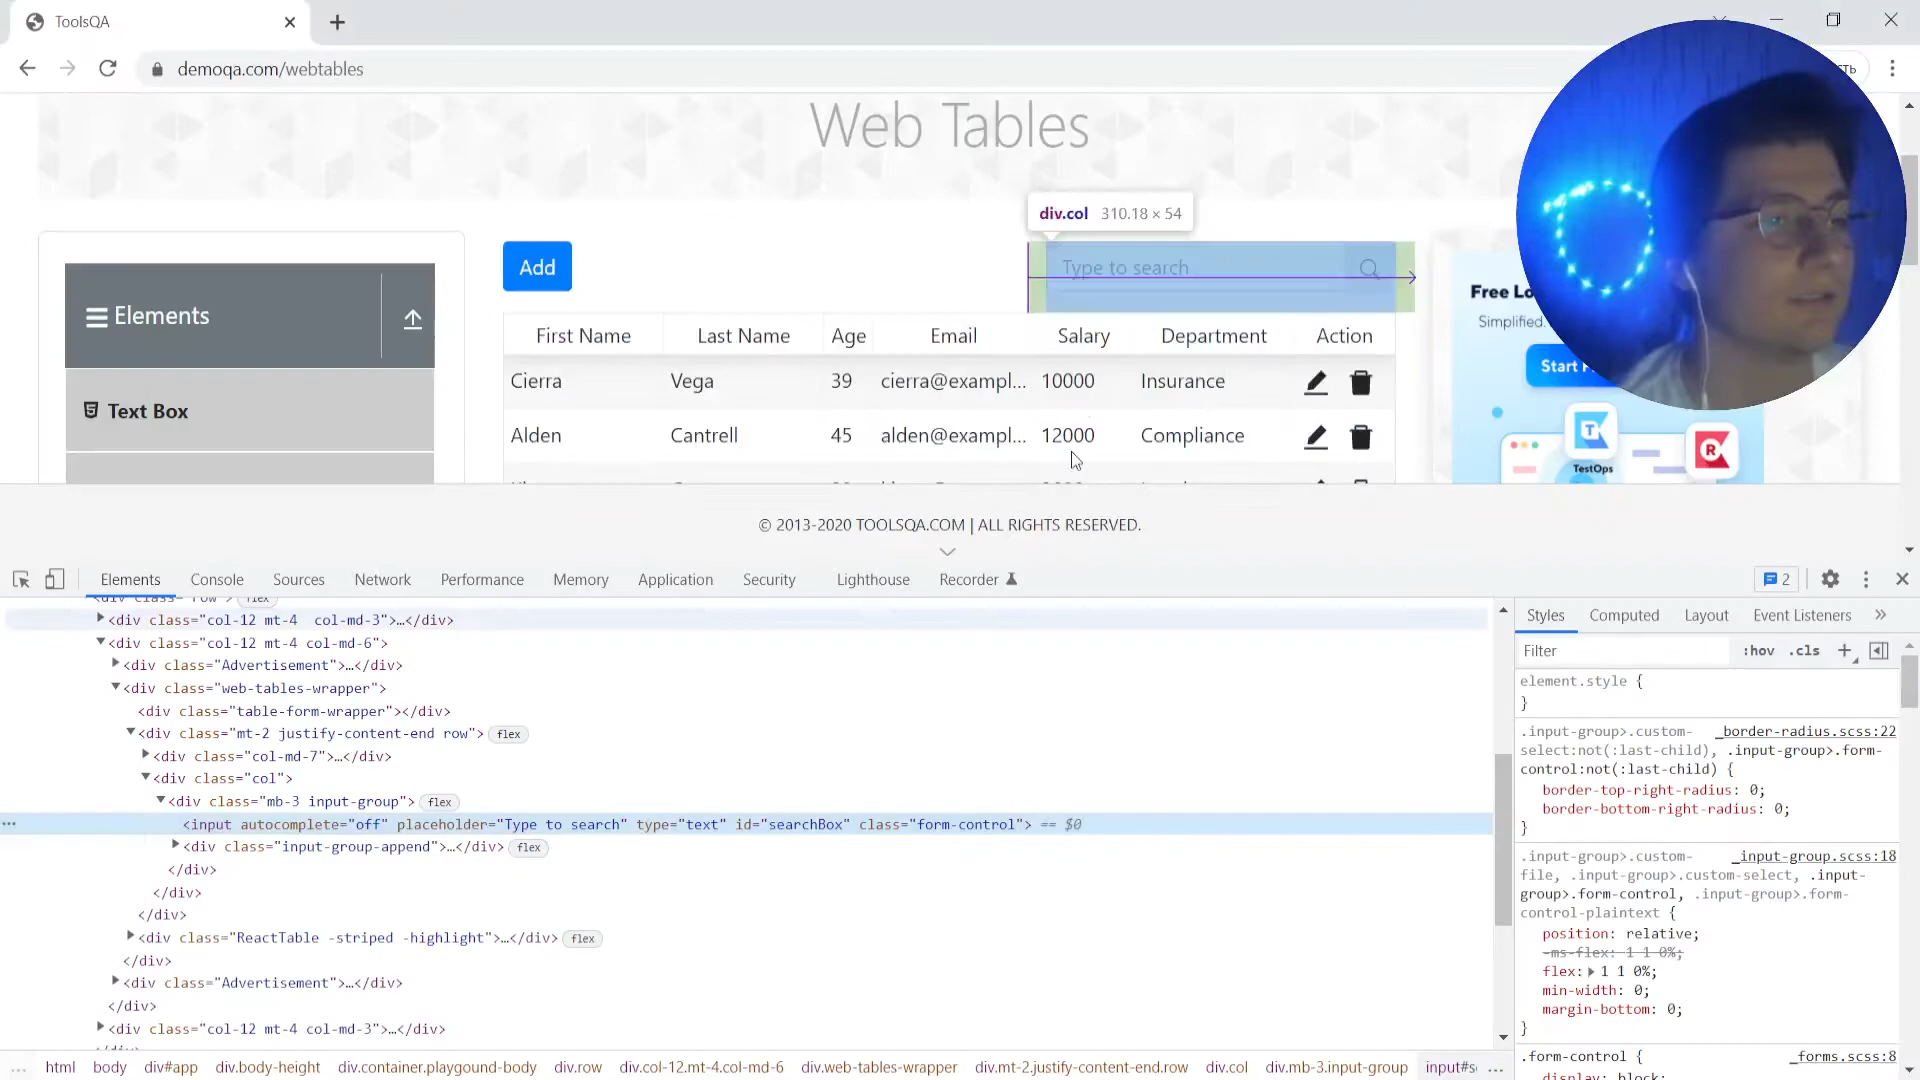 ToolsQA
demoqa.com/webtables
Web Tables
div.col 310.18 × 54
Add
Type to search
Elements
Text Box
First Name Last Name Age Email Salary Department Action
Cierra Vega 39 cierra@exampl... 10000 Insurance
Alden Cantrell 45 alden@exampl... 12000 Compliance
Simplified.
TestOps
© 2013-2020 TOOLSQA.COM | ALL RIGHTS RESERVED.
Elements Console Sources Network Performance Memory Application Security Lighthouse Recorder 2
<div class="row"> flex
<div class="col-12 mt-4  col-md-3">…</div>
<div class="col-12 mt-4 col-md-6">
<div class="Advertisement">…</div>
<div class="web-tables-wrapper">
<div class="table-form-wrapper"></div>
<div class="mt-2 justify-content-end row"> flex
<div class="col-md-7">…</div>
<div class="col">
<div class="mb-3 input-group"> flex
<input autocomplete="off" placeholder="Type to search" type="text" id="searchBox" class="form-control"> == $0
<div class="input-group-append">…</div> flex
</div>
</div>
</div>
<div class="ReactTable -striped -highlight">…</div> flex
</div>
<div class="Advertisement">…</div>
</div>
<div class="col-12 mt-4 col-md-3">…</div>
... html body div#app div.body-height div.container.playgound-body div.row div.col-12.mt-4.col-md-6 div.web-tables-wrapper div.mt-2.justify-content-end.row div.col div.mb-3.input-group input#s ...
Styles Computed Layout Event Listeners »
Filter :hov .cls +
element.style {
}
.input-group>.custom- _border-radius.scss:22
select:not(:last-child), .input-group>.form-
control:not(:last-child) {
border-top-right-radius: 0;
border-bottom-right-radius: 0;
}
.input-group>.custom- _input-group.scss:18
file, .input-group>.custom-select, .input-
group>.form-control, .input-group>.form-
control-plaintext {
position: relative;
-ms-flex: 1 1 0%;
flex: 1 1 0%;
min-width: 0;
margin-bottom: 0;
}
.form-control { _forms.scss:8
display: block;